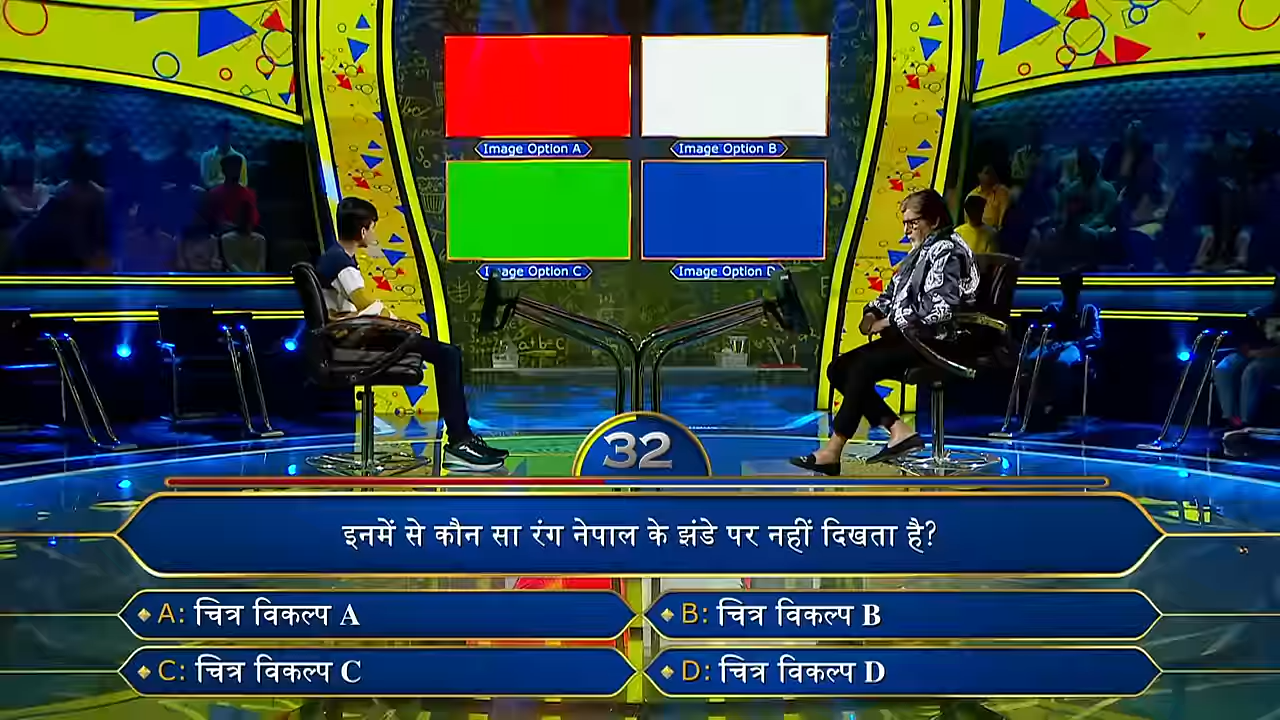 Image Option A
Image Option B
Image Option C
Image Option D
32
इनमें से कौन सा रंग नेपाल के झंडे पर नहीं दिखता है?
A: चित्र विकल्प A
B: चित्र विकल्प B
C: चित्र विकल्प C
D: चित्र विकल्प D